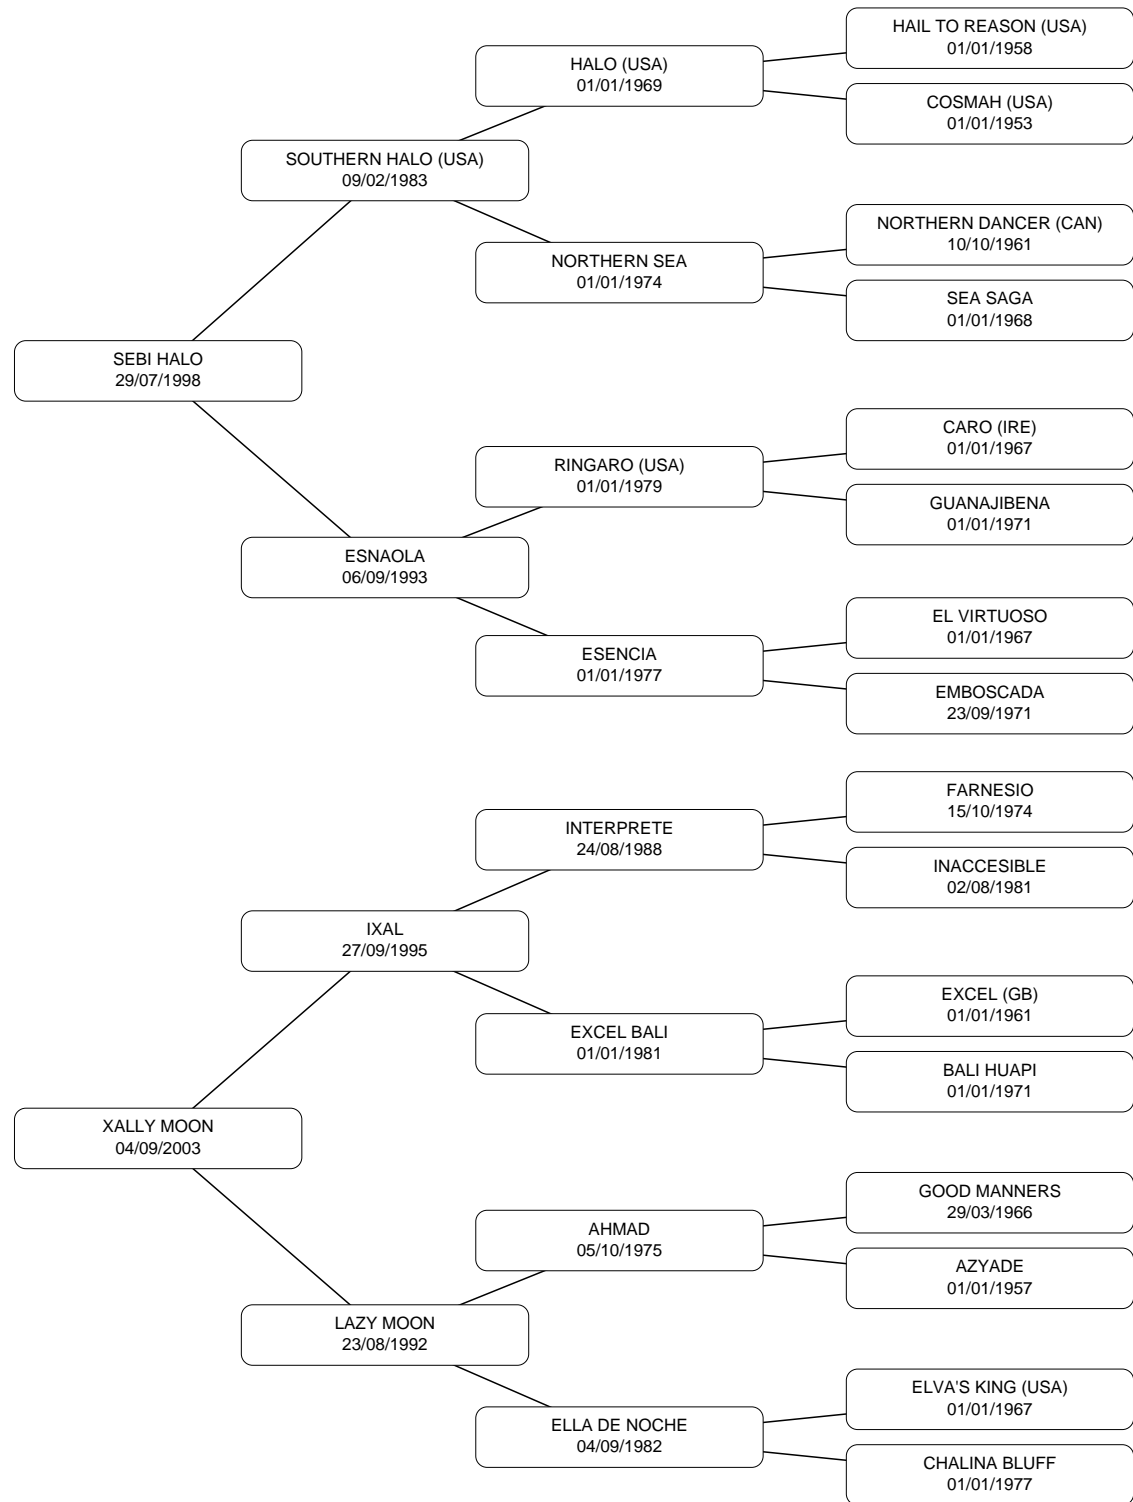 HAIL TO REASON (USA)
01/01/1958
HALO (USA)
01/01/1969
COSMAH (USA)
01/01/1953
SOUTHERN HALO (USA)
09/02/1983
NORTHERN DANCER (CAN)
10/10/1961
NORTHERN SEA
01/01/1974
SEA SAGA
01/01/1968
SEBI HALO
29/07/1998
CARO (IRE)
01/01/1967
RINGARO (USA)
01/01/1979
GUANAJIBENA
01/01/1971
ESNAOLA
06/09/1993
EL VIRTUOSO
01/01/1967
ESENCIA
01/01/1977
EMBOSCADA
23/09/1971
FARNESIO
15/10/1974
INTERPRETE
24/08/1988
INACCESIBLE
02/08/1981
IXAL
27/09/1995
EXCEL (GB)
01/01/1961
EXCEL BALI
01/01/1981
BALI HUAPI
01/01/1971
XALLY MOON
04/09/2003
GOOD MANNERS
29/03/1966
AHMAD
05/10/1975
AZYADE
01/01/1957
LAZY MOON
23/08/1992
ELVA'S KING (USA)
01/01/1967
ELLA DE NOCHE
04/09/1982
CHALINA BLUFF
01/01/1977